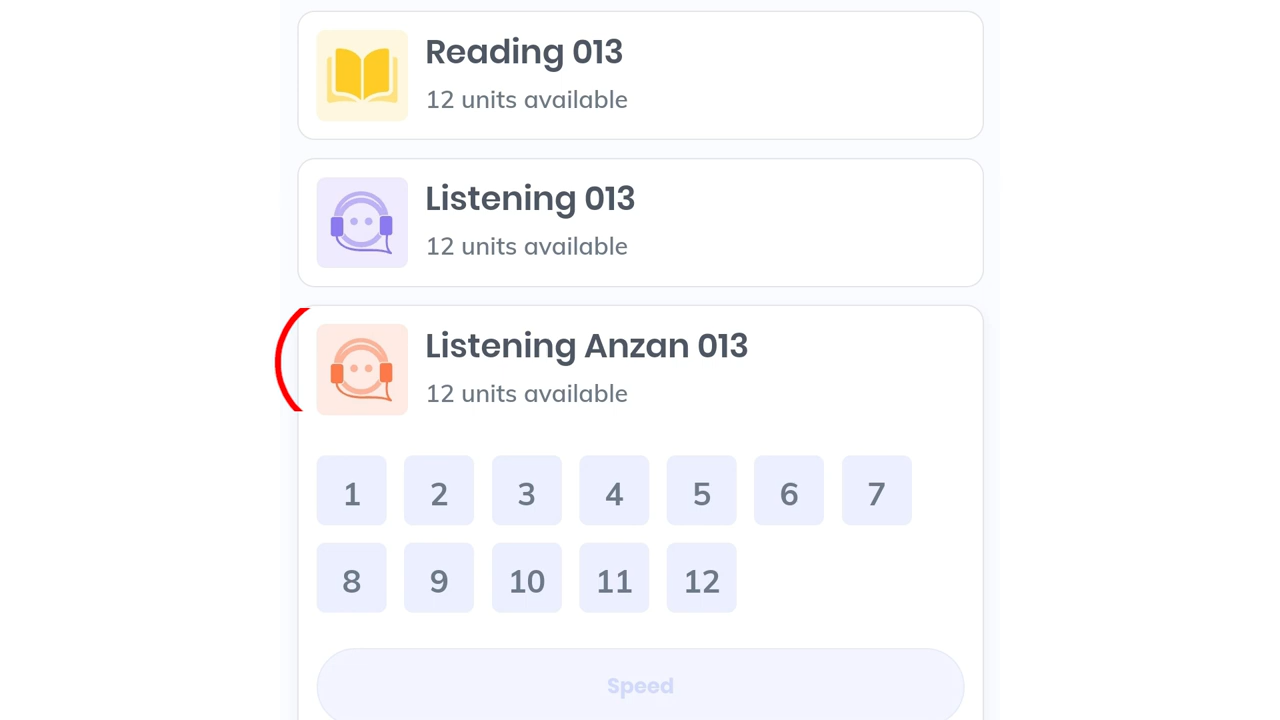 Reading 013
12 units available
Listening 013
12 units available
Listening Anzan 013
12 units available
1 2 3 4 5 6 7
8 9 10 11 12
Speed